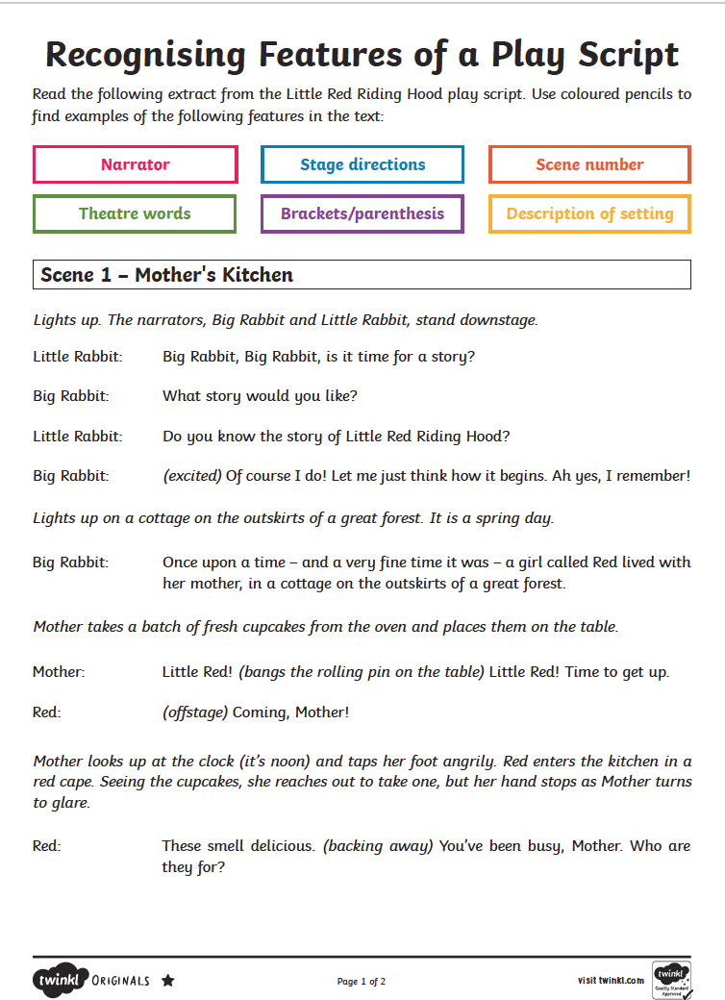 Recognising Features of a Play Script
Read the following extract from the Little Red Riding Hood play script. Use coloured pencils to
find examples of the following features in the text:
Narrator Stage directions Scene number
Theatre words Brackets/parenthesis Description of setting
Scene 1 – Mother's Kitchen
Lights up. The narrators, Big Rabbit and Little Rabbit, stand downstage.
Little Rabbit: Big Rabbit, Big Rabbit, is it time for a story?
Big Rabbit: What story would you like?
Little Rabbit: Do you know the story of Little Red Riding Hood?
Big Rabbit: (excited) Of course I do! Let me just think how it begins. Ah yes, I remember!
Lights up on a cottage on the outskirts of a great forest. It is a spring day.
Big Rabbit: Once upon a time – and a very fine time it was – a girl called Red lived with
her mother, in a cottage on the outskirts of a great forest.
Mother takes a batch of fresh cupcakes from the oven and places them on the table.
Mother: Little Red! (bangs the rolling pin on the table) Little Red! Time to get up.
Red: (offstage) Coming, Mother!
Mother looks up at the clock (it's noon) and taps her foot angrily. Red enters the kitchen in a
red cape. Seeing the cupcakes, she reaches out to take one, but her hand stops as Mother turns
to glare.
Red: These smell delicious. (backing away) You've been busy, Mother. Who are
they for?
twinkl ORIGINALS Page 1 of 2 visit twinkl.com twinkl
Quality Standard
Approved